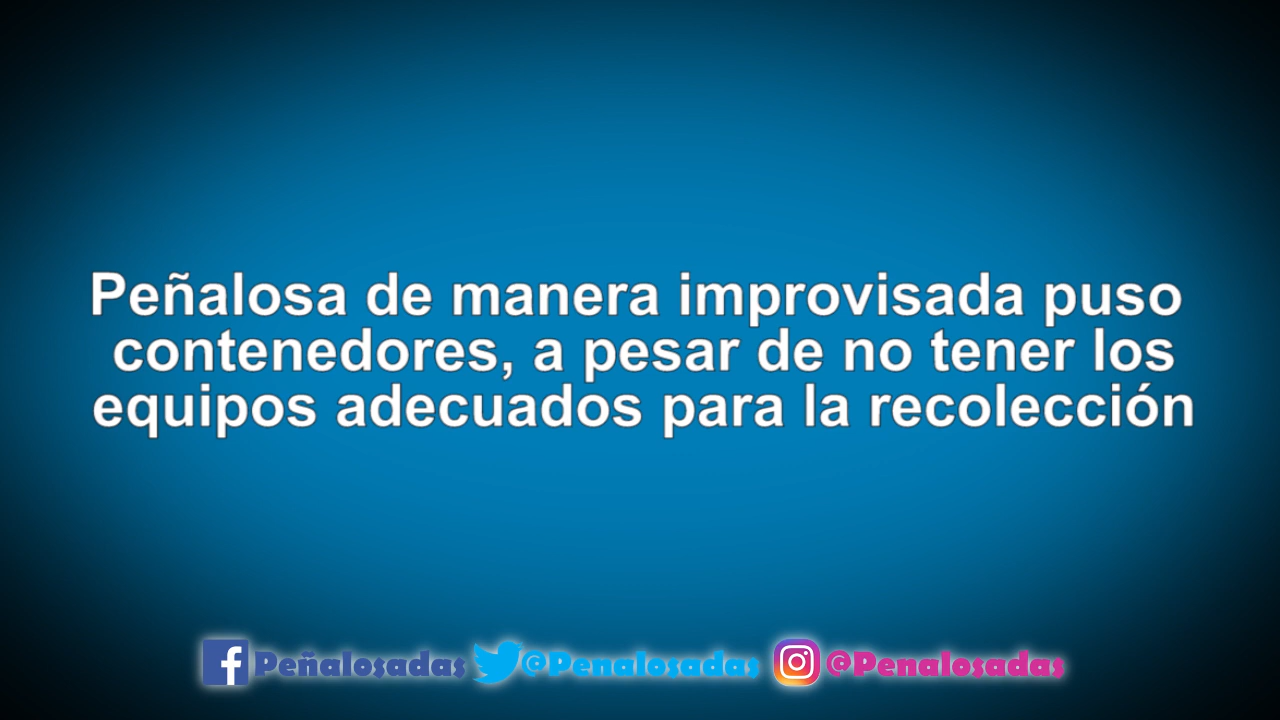 Peñalosa de manera improvisada puso
contenedores, a pesar de no tener los
equipos adecuados para la recolección
Peñalosadas @Penalosadas @Penalosadas